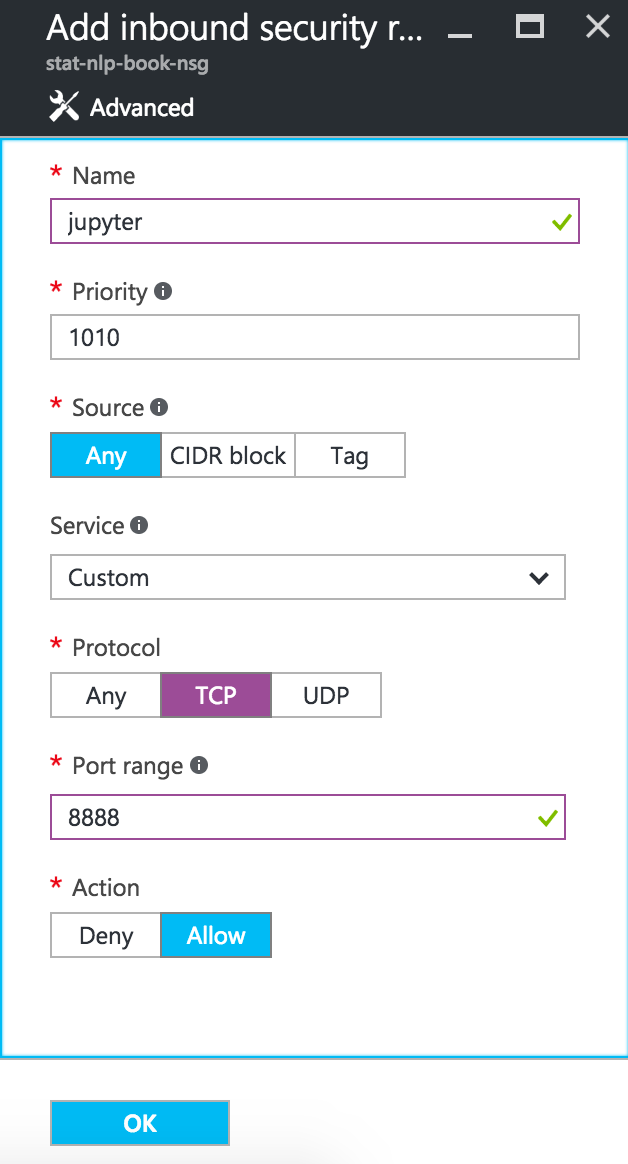 Add inbound security r...
stat-nlp-book-nsg
Advanced
* Name
jupyter
* Priority
1010
* Source
Any CIDR block Tag
Service
Custom
* Protocol
Any TCP UDP
* Port range
8888
* Action
Deny Allow
OK